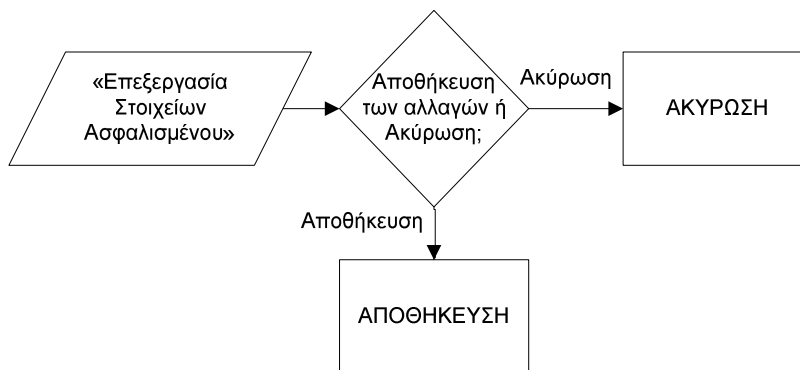 «Επεξεργασία
Στοιχείων
Ασφαλισμένου»
Αποθήκευση
των αλλαγών ή
Ακύρωση;
Ακύρωση
ΑΚΥΡΩΣΗ
Αποθήκευση
ΑΠΟΘΗΚΕΥΣΗ